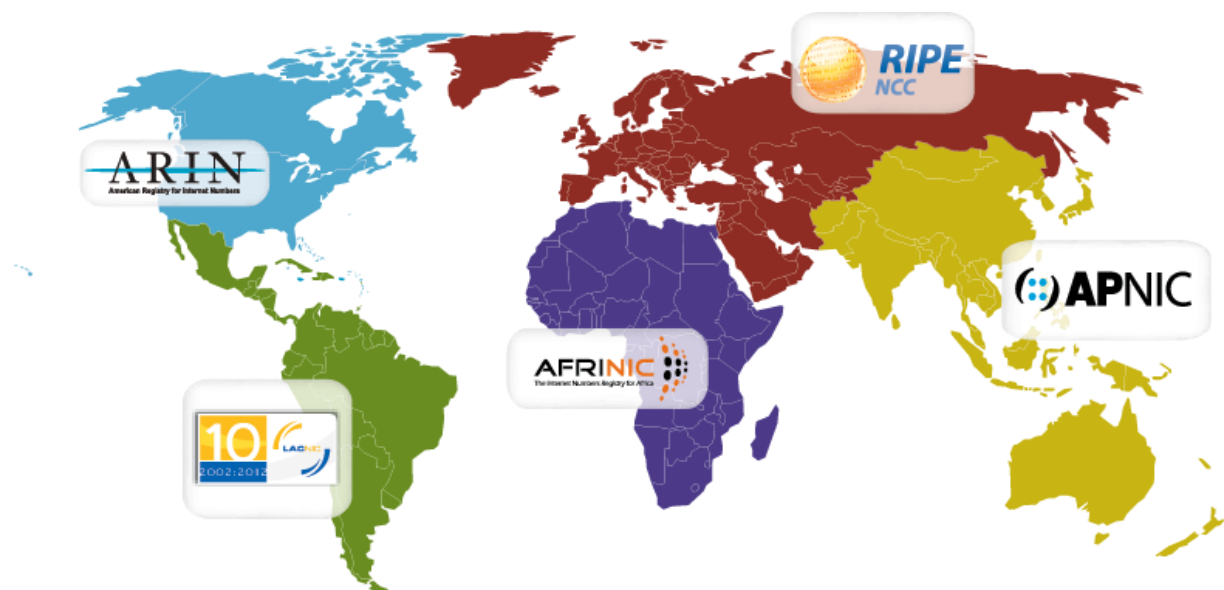 RIPE
NCC
ARIN
American Registry for Internet Numbers
APNIC
AFRINIC
The Internet Numbers Registry for Africa
10
LACNIC
2002:2012